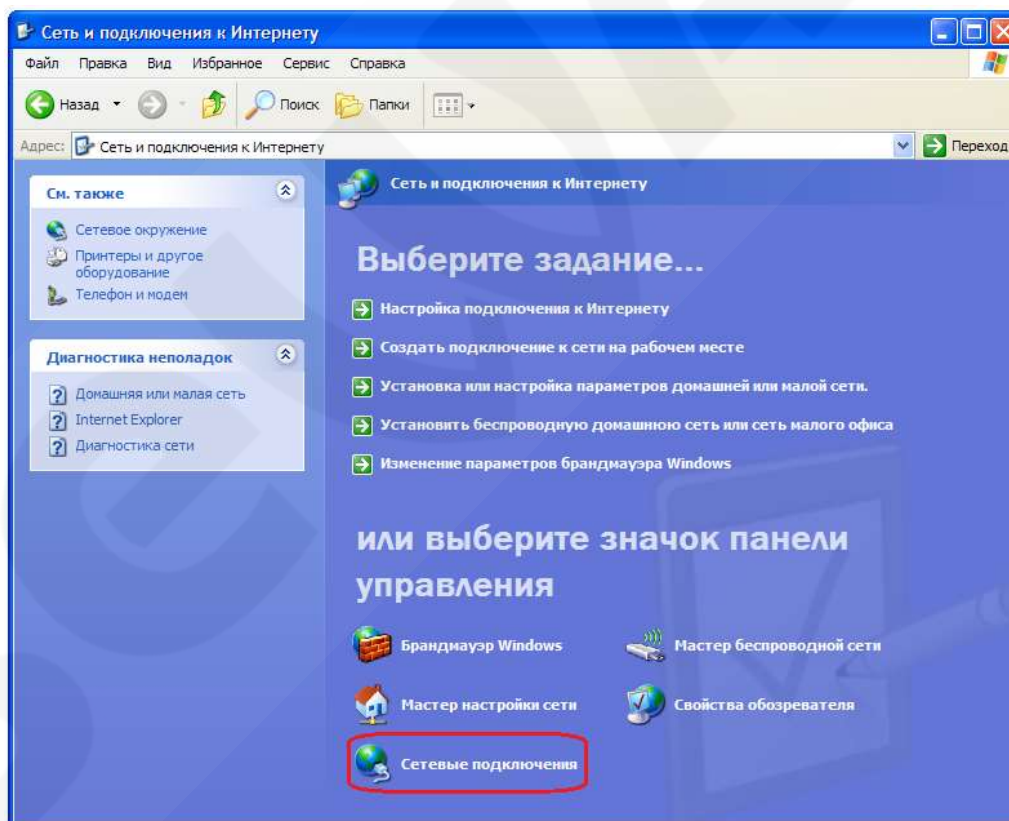 Сеть и подключения к Интернету
Файл Правка Вид Избранное Сервис Справка
Назад Поиск Папки
Адрес: Сеть и подключения к Интернету Переход
См. также
Сетевое окружение
Принтеры и другое
оборудование
Телефон и модем
Диагностика неполадок
Домашняя или малая сеть
Internet Explorer
Диагностика сети
Сеть и подключения к Интернету
Выберите задание...
Настройка подключения к Интернету
Создать подключение к сети на рабочем месте
Установка или настройка параметров домашней или малой сети.
Установить беспроводную домашнюю сеть или сеть малого офиса
Изменение параметров брандмауэра Windows
или выберите значок панели
управления
Брандмауэр Windows Мастер беспроводной сети
Мастер настройки сети Свойства обозревателя
Сетевые подключения